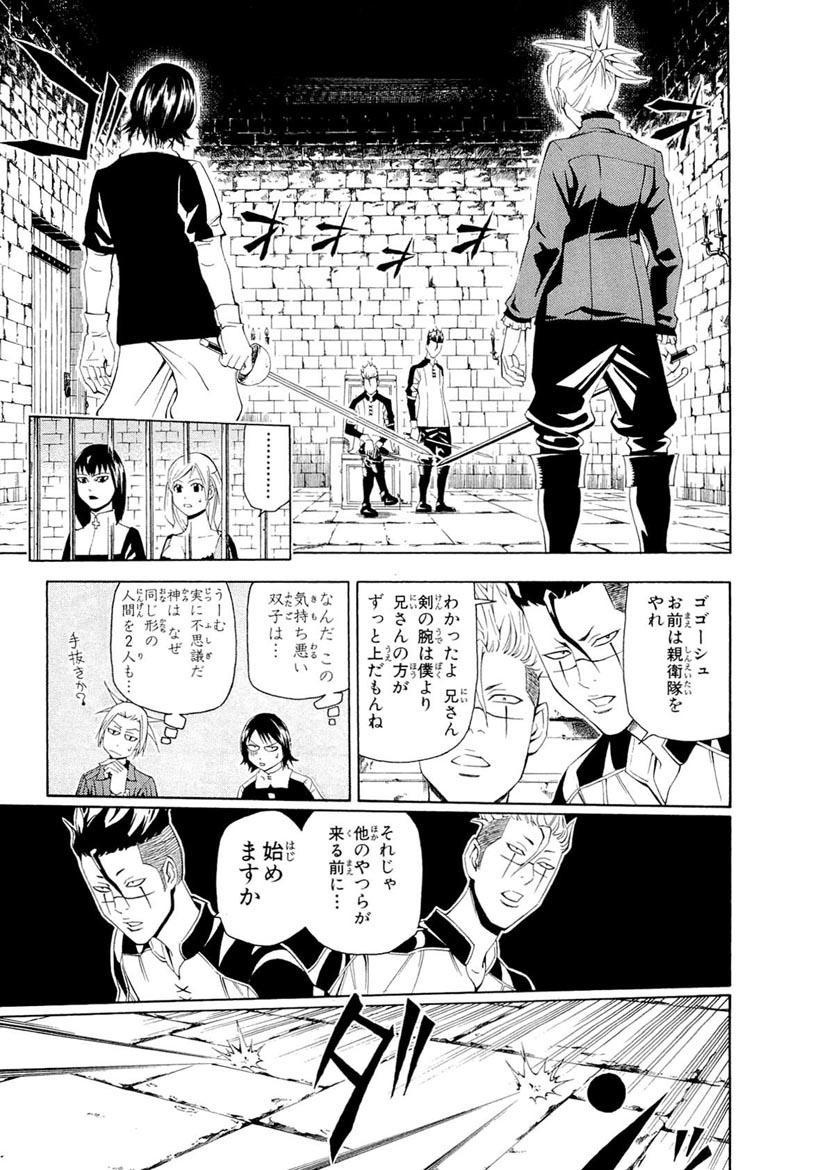 オオオオオ
………
ゴゴーシュ
お前は親衛隊を
やれ
わかったよ 兄さん
剣の腕は僕より
兄さんの方が
ずっと上だもんね
なんだ この
気持ち悪い
双子は…
うーむ
実に不思議だ
神は なぜ
同じ形の
人間を2人も…
手抜きか?
それじゃ
他のやつらが
来る前に…
始め
ますか
ダッ